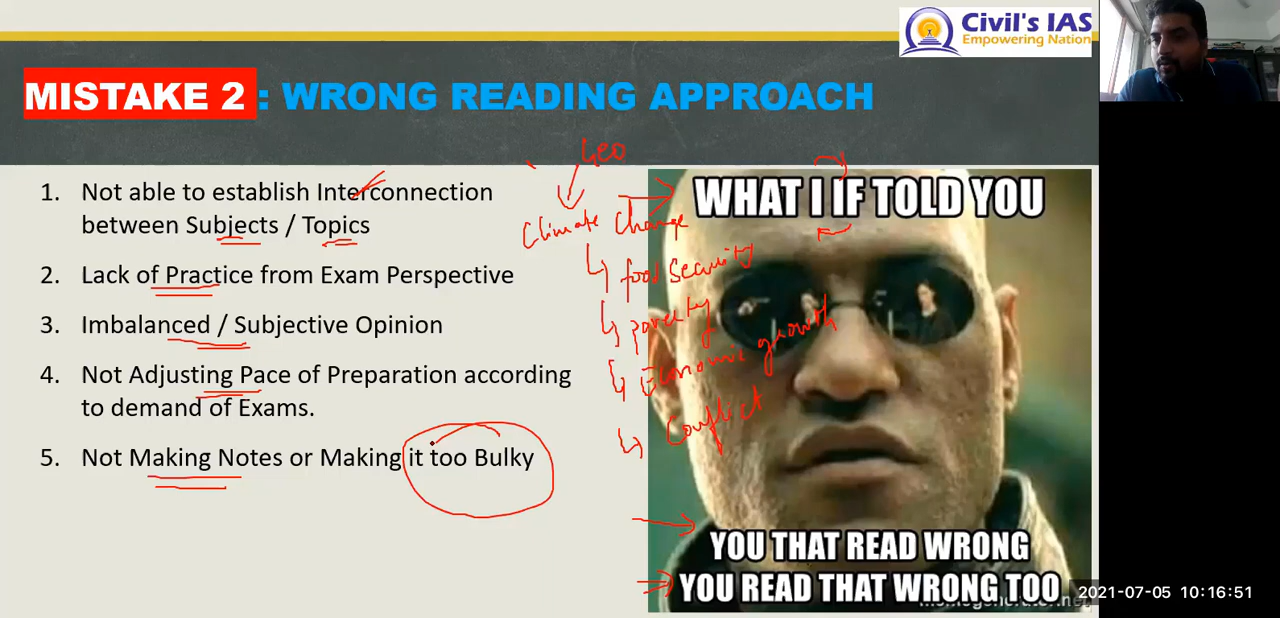 Civil's IAS
Empowering Nation
MISTAKE 2 : WRONG READING APPROACH
1. Not able to establish Interconnection
between Subjects / Topics
2. Lack of Practice from Exam Perspective
3. Imbalanced / Subjective Opinion
4. Not Adjusting Pace of Preparation according
to demand of Exams.
5. Not Making Notes or Making it too Bulky
Geo
Climate Change
food security
poverty
Economic growth
Conflict
WHAT I IF TOLD YOU
YOU THAT READ WRONG
YOU READ THAT WRONG TOO
2021-07-05 10:16:51